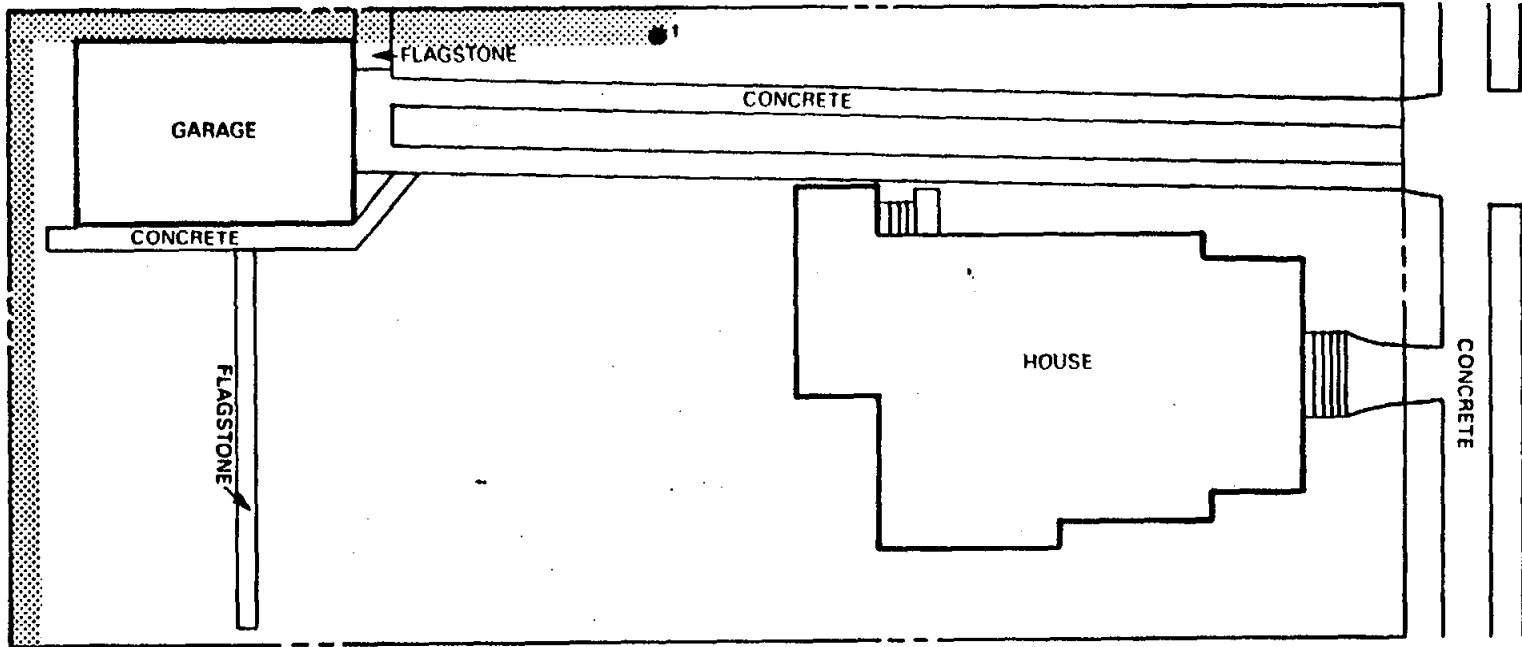 1
FLAGSTONE
CONCRETE
GARAGE
CONCRETE
HOUSE
CONCRETE
FLAGSTONE